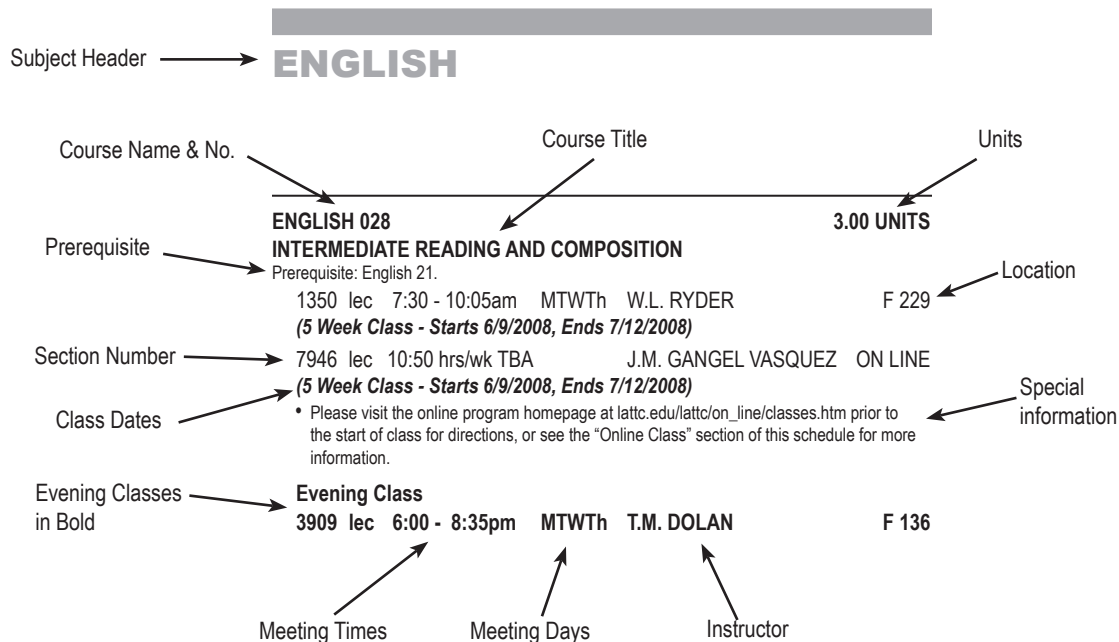 Subject Header
ENGLISH
Course Name & No.
Course Title
Units
ENGLISH 028 3.00 UNITS
Prerequisite
INTERMEDIATE READING AND COMPOSITION
Prerequisite: English 21.
Location
1350 lec 7:30 - 10:05am MTWTh W.L. RYDER F 229
(5 Week Class - Starts 6/9/2008, Ends 7/12/2008)
Section Number
7946 lec 10:50 hrs/wk TBA J.M. GANGEL VASQUEZ ON LINE
(5 Week Class - Starts 6/9/2008, Ends 7/12/2008)
Class Dates
• Please visit the online program homepage at lattc.edu/lattc/on_line/classes.htm prior to
the start of class for directions, or see the “Online Class” section of this schedule for more
information.
Special
information
Evening Classes
in Bold
Evening Class
3909 lec 6:00 - 8:35pm MTWTh T.M. DOLAN F 136
Meeting Times
Meeting Days
Instructor